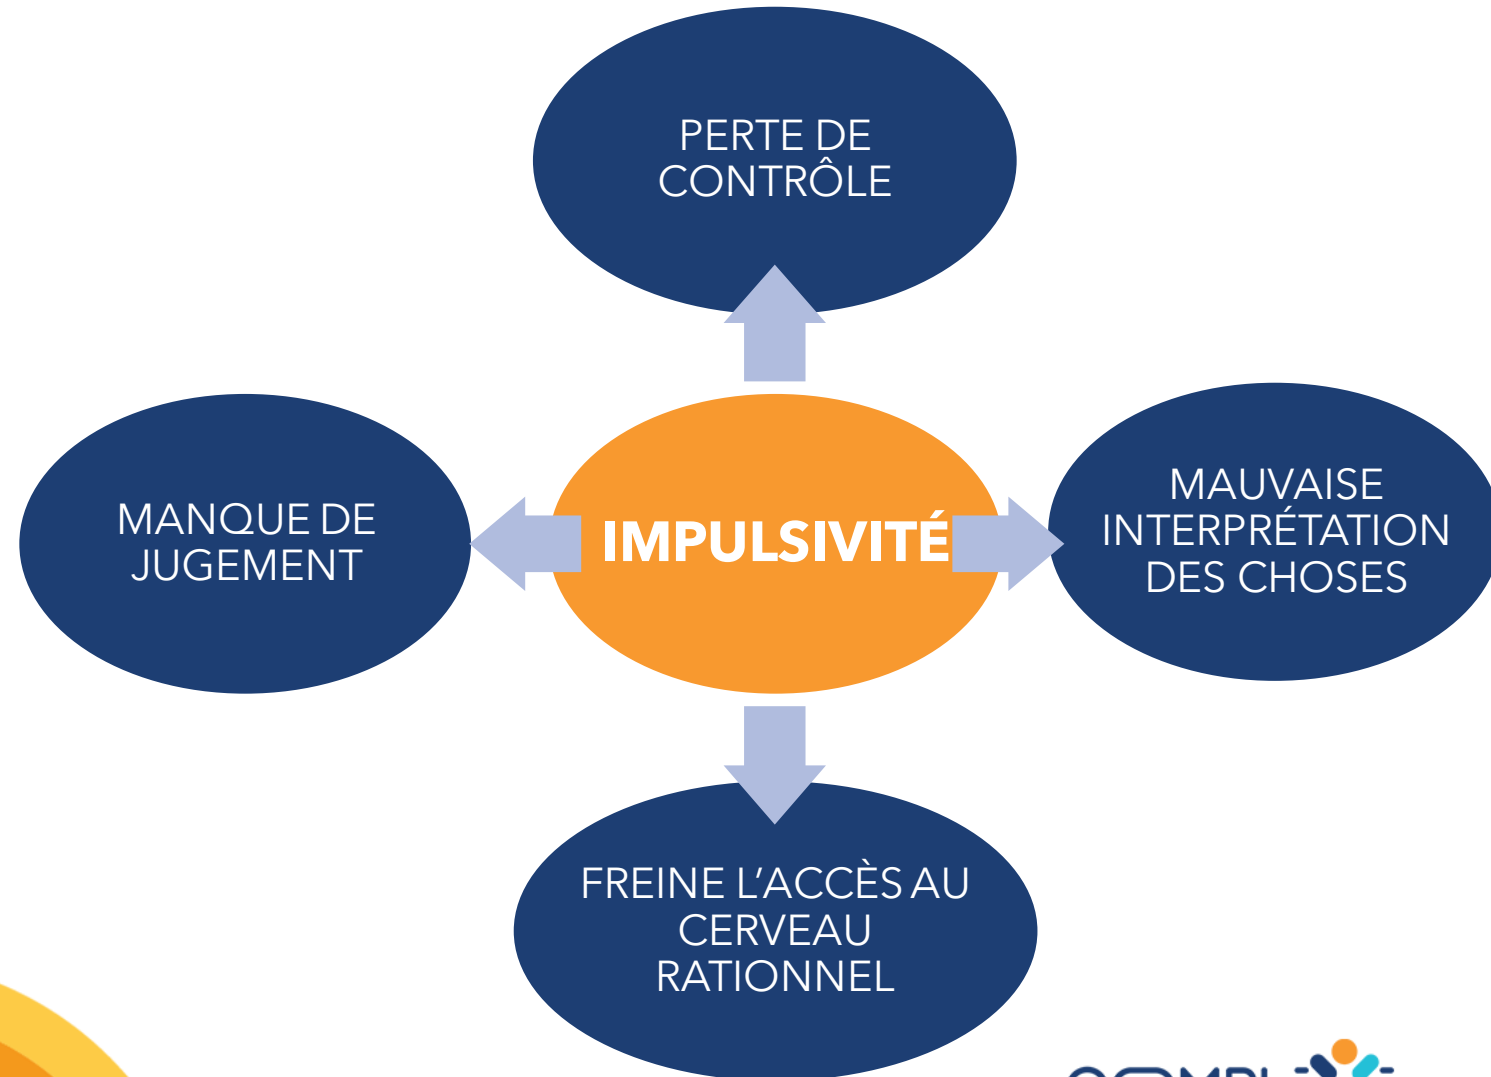 PERTE DE
CONTRÔLE
MANQUE DE
JUGEMENT
IMPULSIVITÉ
MAUVAISE
INTERPRÉTATION
DES CHOSES
FREINE L'ACCÈS AU
CERVEAU
RATIONNEL